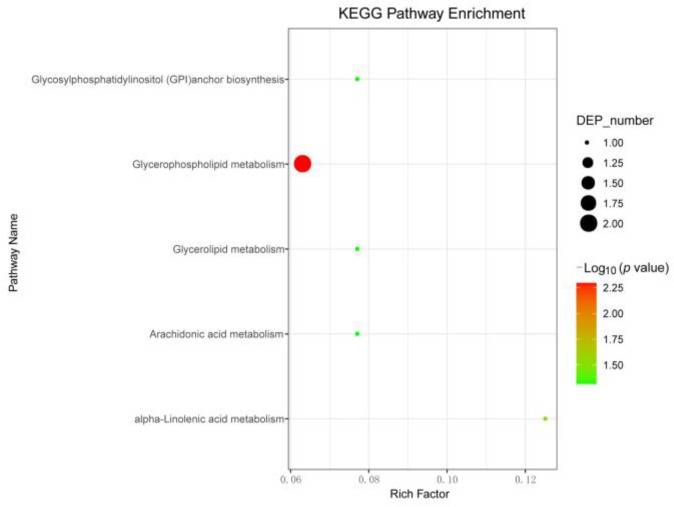 KEGG Pathway Enrichment
Glycosylphosphatidylinositol (GPI)anchor biosynthesis
Glycerophospholipid metabolism
Glycerolipid metabolism
Arachidonic acid metabolism
alpha-Linolenic acid metabolism
Pathway Name
0.06 0.08 0.10 0.12
Rich Factor
DEP_number
1.00
1.25
1.50
1.75
2.00
−Log10 (p value)
2.25
2.00
1.75
1.50